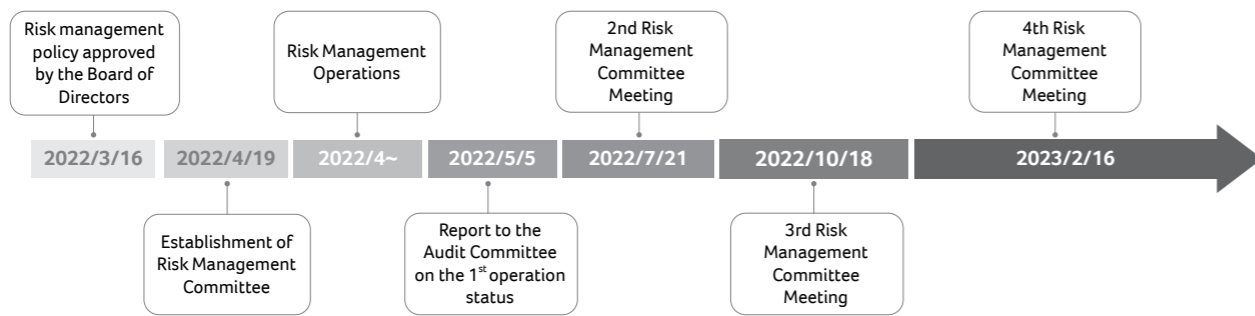 Risk management
policy approved
by the Board of
Directors
Risk Management
Operations
2nd Risk
Management
Committee
Meeting
4th Risk
Management
Committee
Meeting
2022/3/16
2022/4/19
2022/4~
2022/5/5
2022/7/21
2022/10/18
2023/2/16
Establishment of
Risk Management
Committee
Report to the
Audit Committee
on the 1st operation
status
3rd Risk
Management
Committee
Meeting